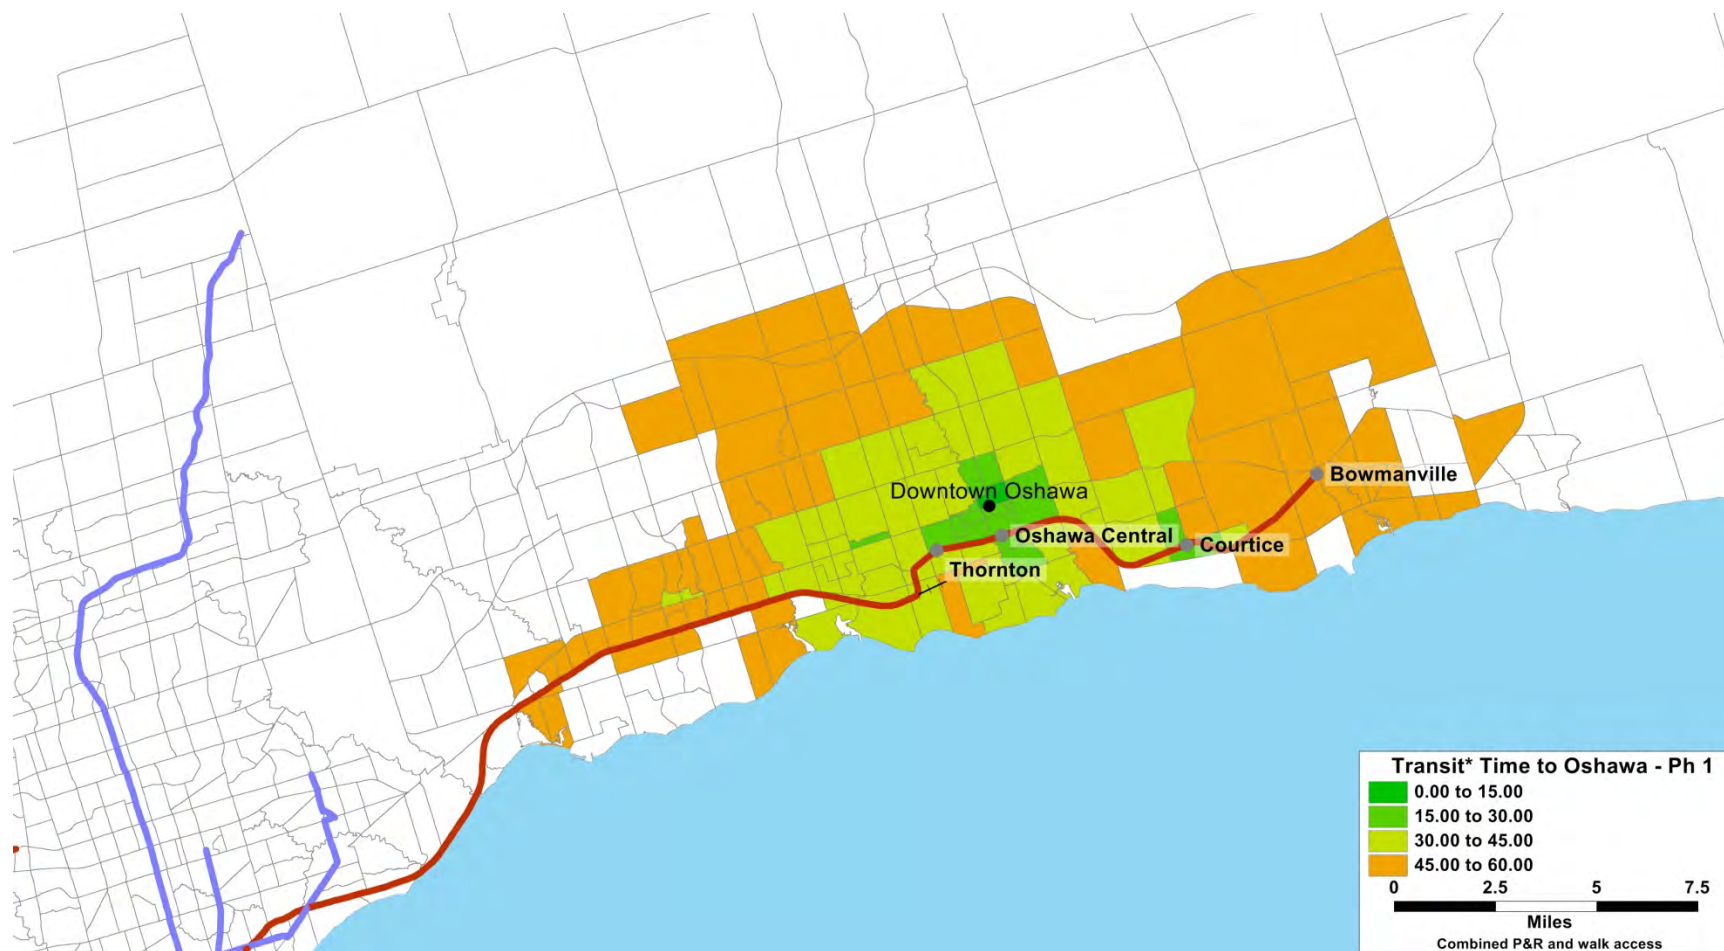 Downtown Oshawa
Bowmanville
Oshawa Central
Courtice
Thornton
Transit* Time to Oshawa - Ph 1
0.00 to 15.00
15.00 to 30.00
30.00 to 45.00
45.00 to 60.00
0 2.5 5 7.5
Miles
Combined P&R and walk access